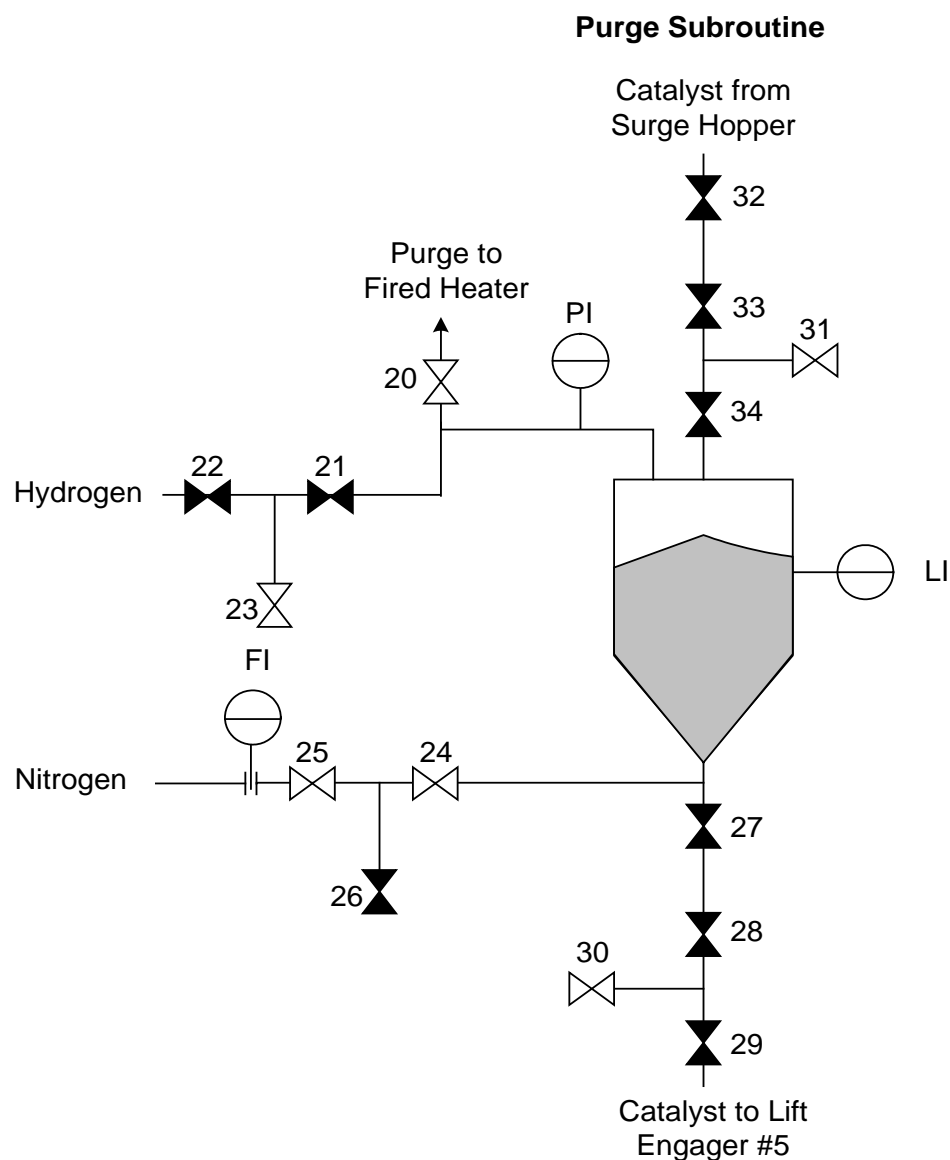 Purge Subroutine
Catalyst from
Surge Hopper
32
Purge to
Fired Heater
33
PI
31
20
34
22
21
Hydrogen
LI
23
FI
25
24
Nitrogen
27
26
28
30
29
Catalyst to Lift
Engager #5